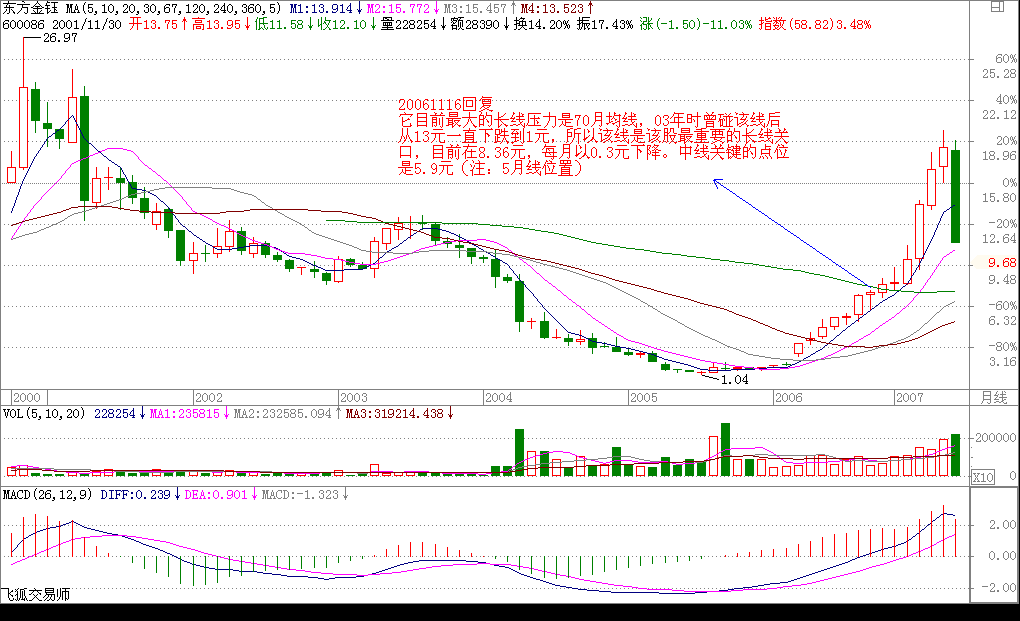 东方金钰 MA(5,10,20,30,67,120,240,360,5) M1:13.914↓ M2:15.772↓ M3:15.457↑ M4:13.523↑
600086 2001/11/30 开13.75↑高13.95↓低11.58↓收12.10↓量228254↓额28390↓换14.20% 振17.43% 涨(-1.50)-11.03% 指数(58.82)3.48%
26.97
60%
25.28
40%
22.12
20%
18.96
0%
15.80
-20%
12.64
9.68
9.48
-60%
6.32
-80%
3.16
20061116回复
它目前最大的长线压力是70月均线，03年时曾碰该线后
从13元一直下跌到1元，所以该线是该股最重要的长线关
口，目前在8.36元，每月以0.3元下降。中线关键的点位
是5.9元（注：5月线位置）
1.04
2000 2002 2003 2004 2005 2006 2007 月线
VOL(5,10,20) 228254↓ MA1:235815↓ MA2:232585.094↑ MA3:319214.438↓
200000
X10 0
MACD(26,12,9) DIFF:0.239↓ DEA:0.901↓ MACD:-1.323↓
2.00
0.00
-2.00
飞狐交易师